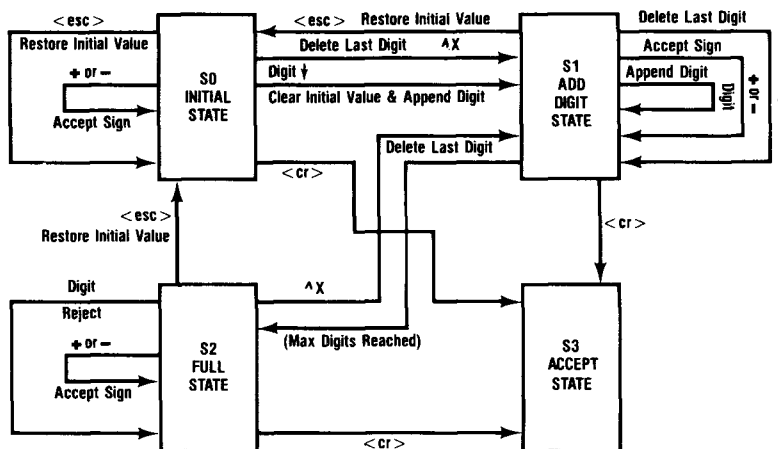 <esc>
Restore Initial Value
+ or −
Accept Sign
S0
INITIAL
STATE
<esc> Restore Initial Value
Delete Last Digit ^X
Digit ↓
Clear Initial Value & Append Digit
S1
ADD
DIGIT
STATE
Delete Last Digit
Accept Sign
Append Digit
Digit
+ or −
<cr>
Delete Last Digit
<cr>
<esc>
Restore Initial Value
Digit
Reject
+ or −
Accept Sign
S2
FULL
STATE
^X
(Max Digits Reached)
S3
ACCEPT
STATE
<cr>